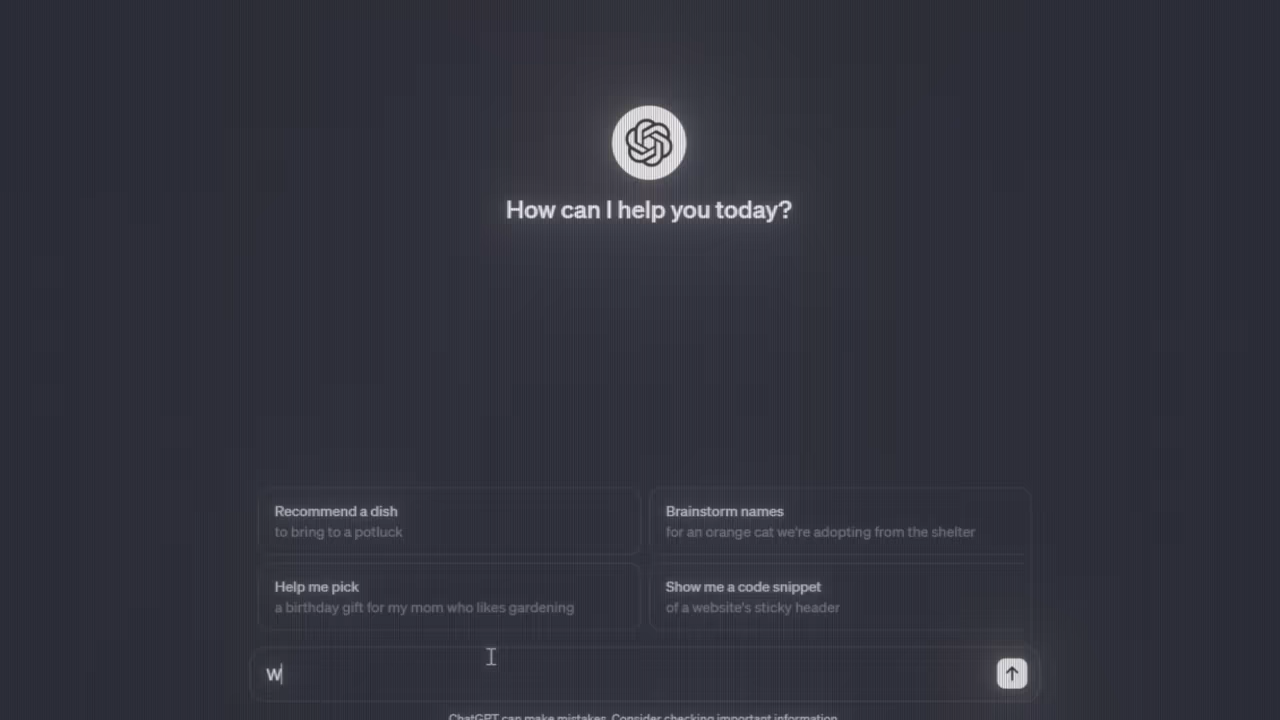 How can I help you today?
Recommend a dish
to bring to a potluck
Brainstorm names
for an orange cat we're adopting from the shelter
Help me pick
a birthday gift for my mom who likes gardening
Show me a code snippet
of a website's sticky header
W
ChatGPT can make mistakes. Consider checking important information.